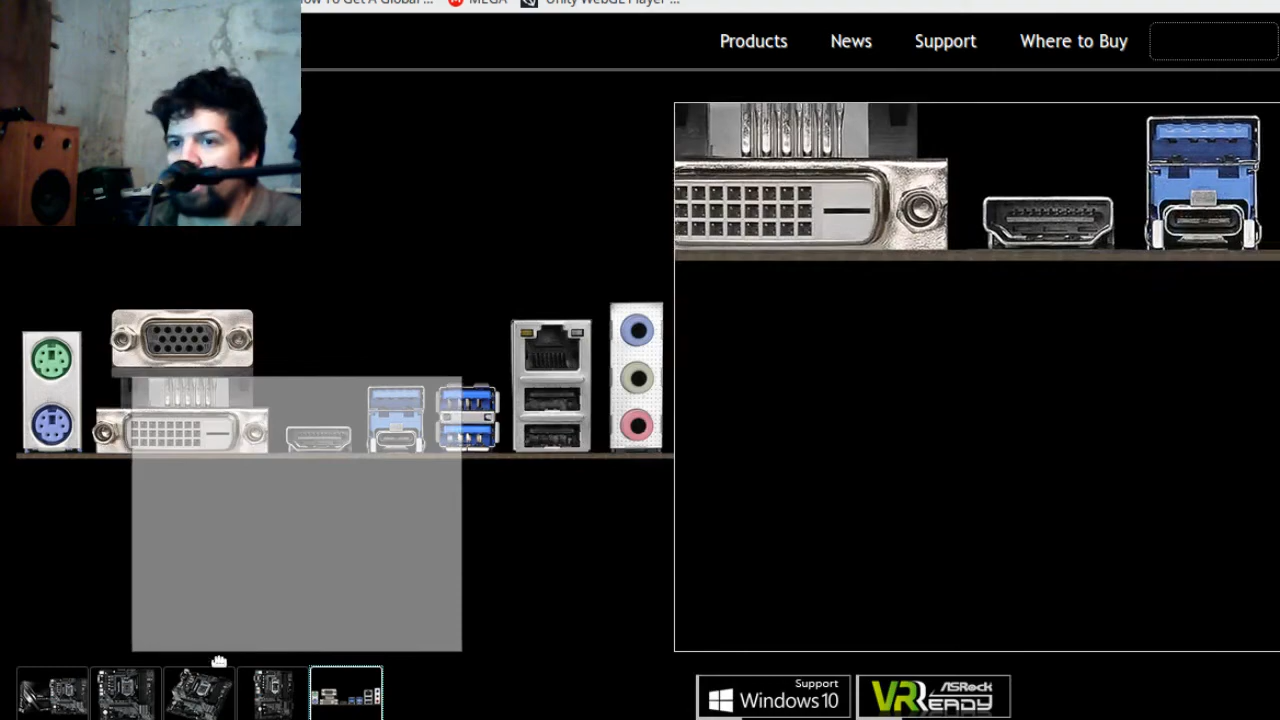 How To Get A Global ...
MEGA
Unity WebGL Player ...
Products
News
Support
Where to Buy
Support
Windows 10
VR
ASRock
READY